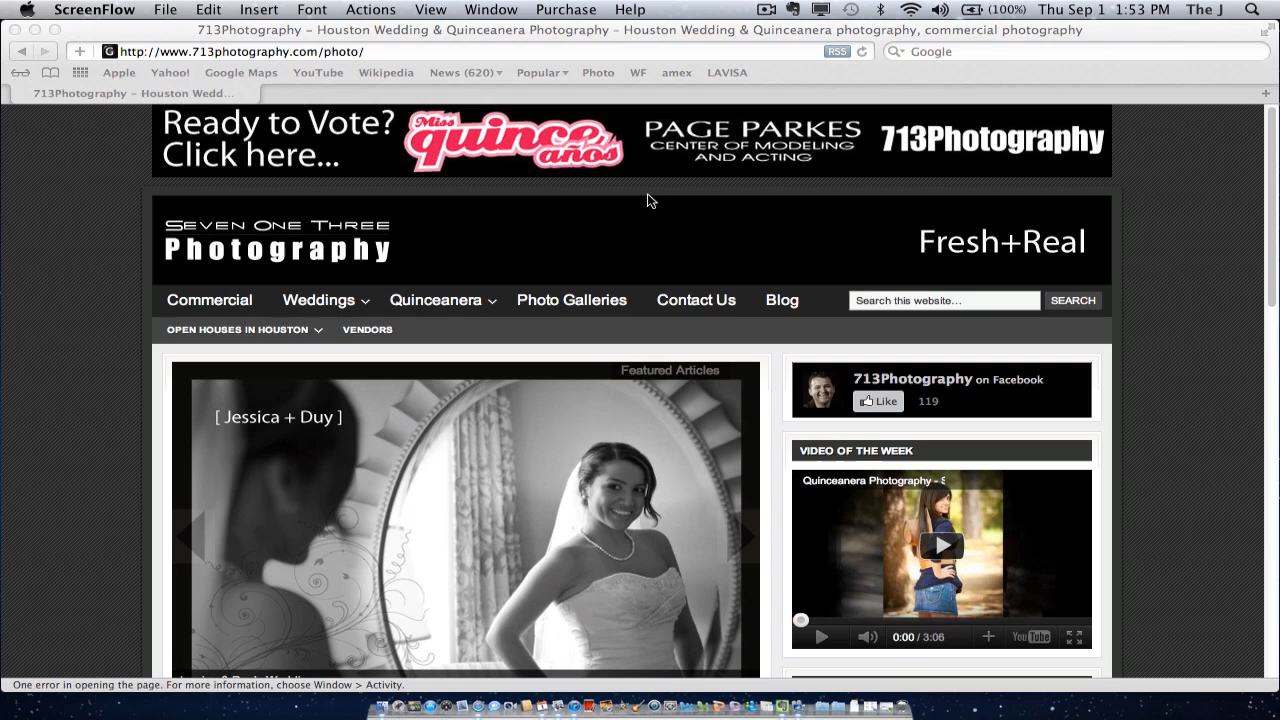 ScreenFlow File Edit Insert Font Actions View Window Purchase Help (100%) Thu Sep 1 1:53 PM The J
713Photography – Houston Wedding & Quinceanera Photography – Houston Wedding & Quinceanera photography, commercial photography
http://www.713photography.com/photo/ RSS Google
Apple Yahoo! Google Maps YouTube Wikipedia News (620) Popular Photo WF amex LAVISA
713Photography – Houston Wedd...
Ready to Vote?
Click here...
Miss
quince
años
PAGE PARKES
CENTER OF MODELING
AND ACTING
713Photography
SEVEN ONE THREE
Photography
Fresh+Real
Commercial Weddings Quinceanera Photo Galleries Contact Us Blog Search this website... SEARCH
OPEN HOUSES IN HOUSTON VENDORS
Featured Articles
[ Jessica + Duy ]
713Photography on Facebook
Like 119
VIDEO OF THE WEEK
Quinceanera Photography - S
0:00 / 3:06 YouTube
One error in opening the page. For more information, choose Window > Activity.